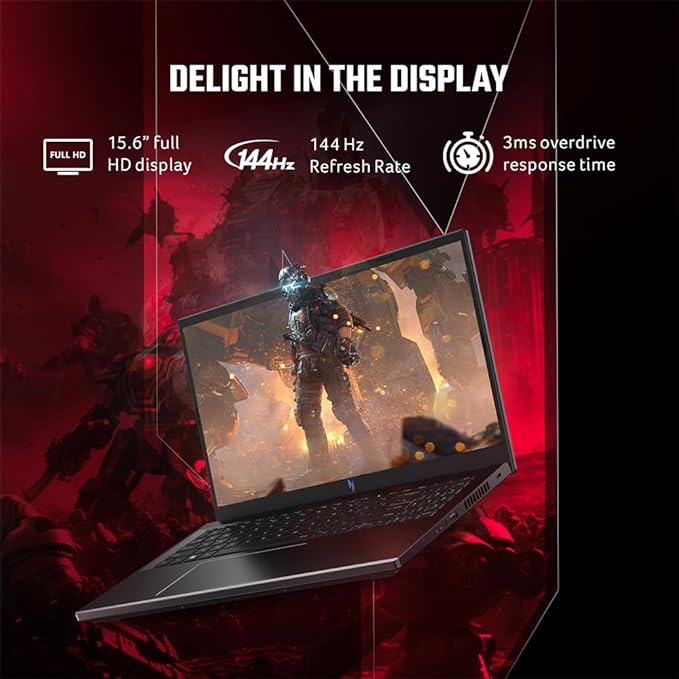 DELIGHT IN THE DISPLAY
FULL HD
15.6” full
HD display
144Hz
144 Hz
Refresh Rate
3ms overdrive
response time